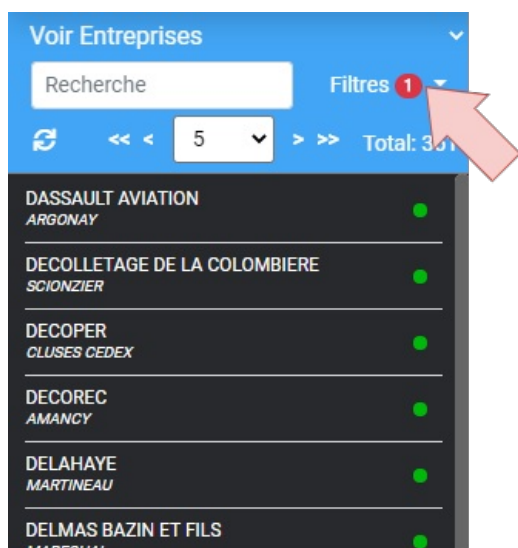 Voir Entreprises
Recherche
Filtres 1
<< < 5 > >> Total:
DASSAULT AVIATION
ARGONAY
DECOLLETAGE DE LA COLOMBIERE
SCIONZIER
DECOPER
CLUSES CEDEX
DECOREC
AMANCY
DELAHAYE
MARTINEAU
DELMAS BAZIN ET FILS